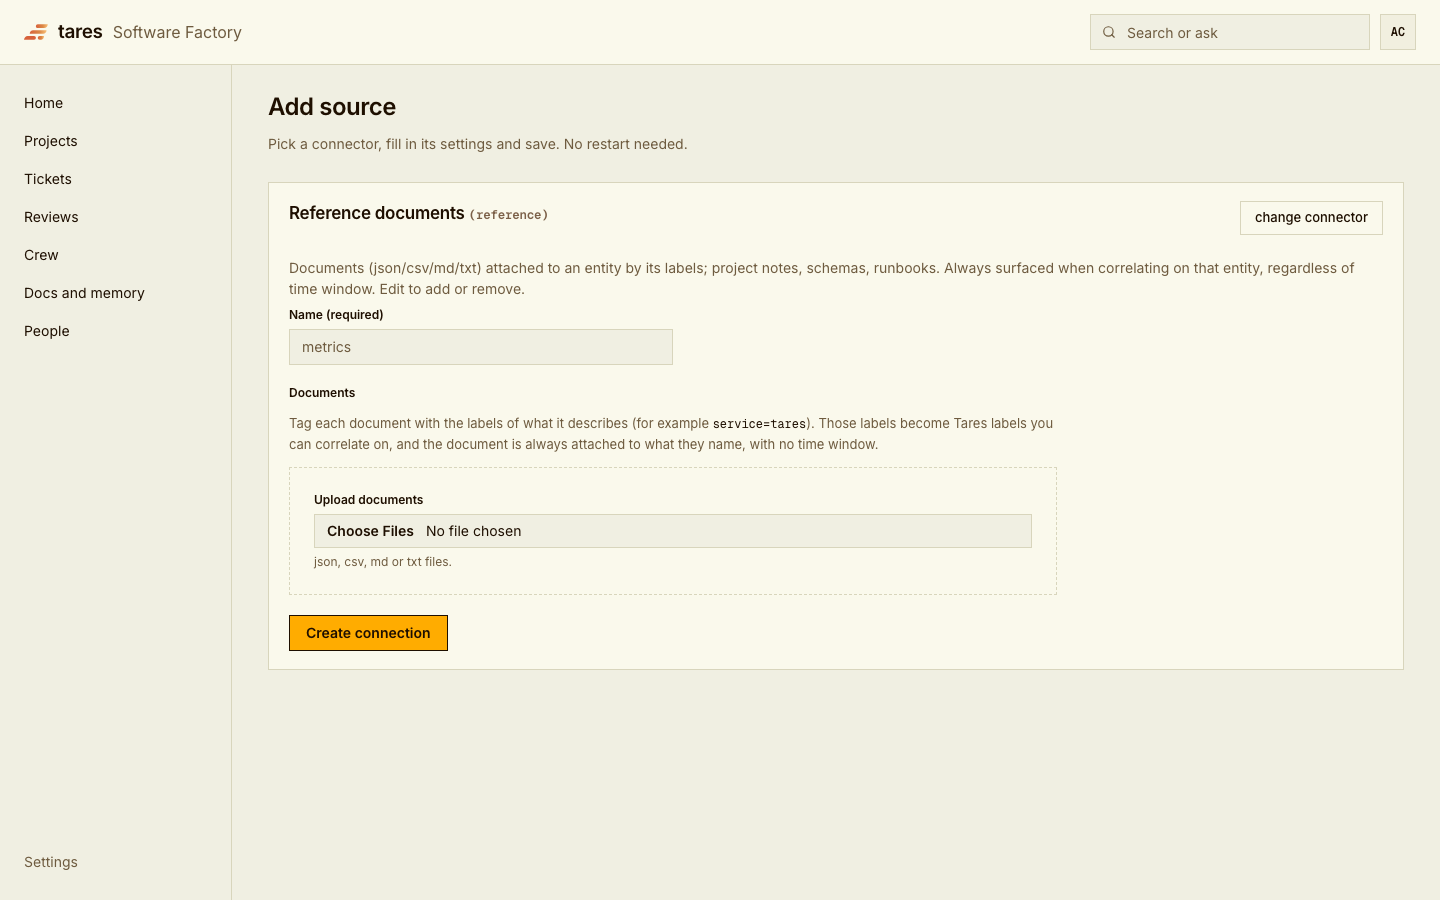 tares Software Factory
Search or ask
AC
Home
Projects
Tickets
Reviews
Crew
Docs and memory
People
Settings
Add source
Pick a connector, fill in its settings and save. No restart needed.
Reference documents (reference)
change connector
Documents (json/csv/md/txt) attached to an entity by its labels; project notes, schemas, runbooks. Always surfaced when correlating on that entity, regardless of
time window. Edit to add or remove.
Name (required)
metrics
Documents
Tag each document with the labels of what it describes (for example service=tares). Those labels become Tares labels you
can correlate on, and the document is always attached to what they name, with no time window.
Upload documents
Choose Files No file chosen
json, csv, md or txt files.
Create connection